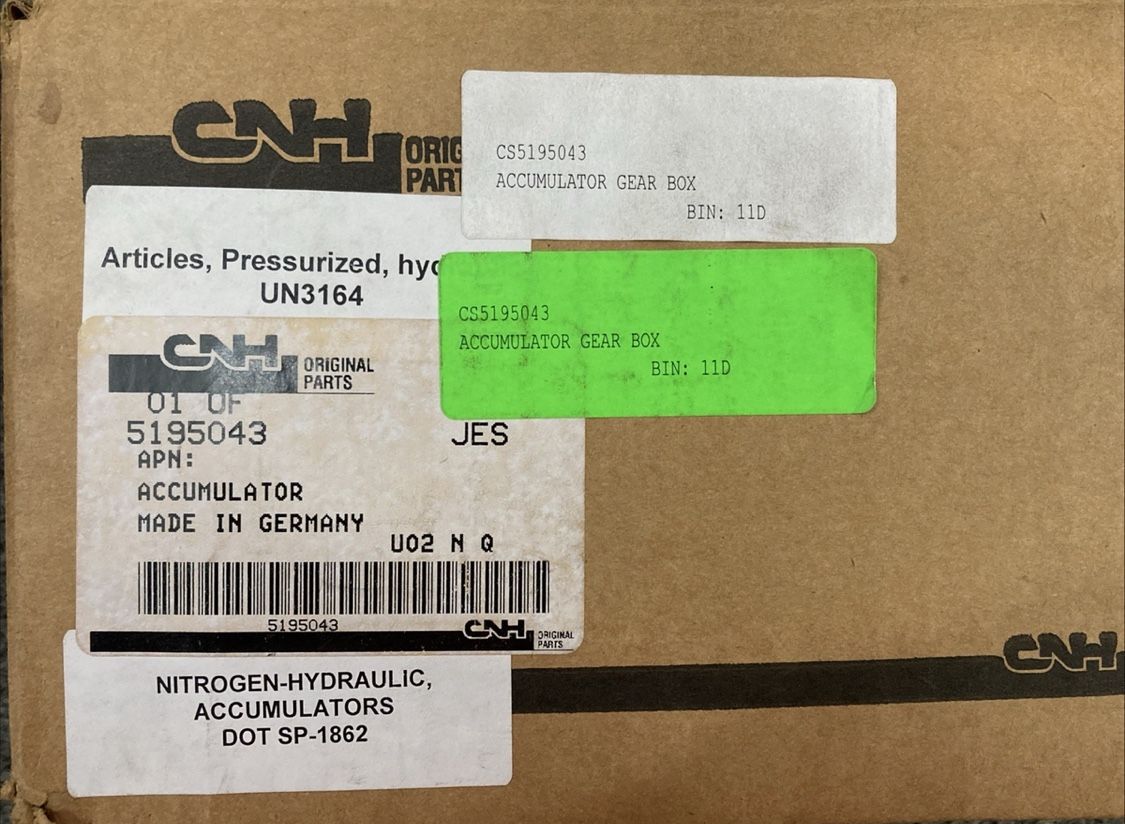 CNH
ORIG
PART
CS5195043
ACCUMULATOR GEAR BOX
BIN: 11D
Articles, Pressurized, hyd
UN3164
CS5195043
ACCUMULATOR GEAR BOX
BIN: 11D
CNH
ORIGINAL
PARTS
01 OF
5195043 JES
APN:
ACCUMULATOR
MADE IN GERMANY
U02 N Q
5195043
CNH ORIGINAL
PARTS
NITROGEN-HYDRAULIC,
ACCUMULATORS
DOT SP-1862
CNH